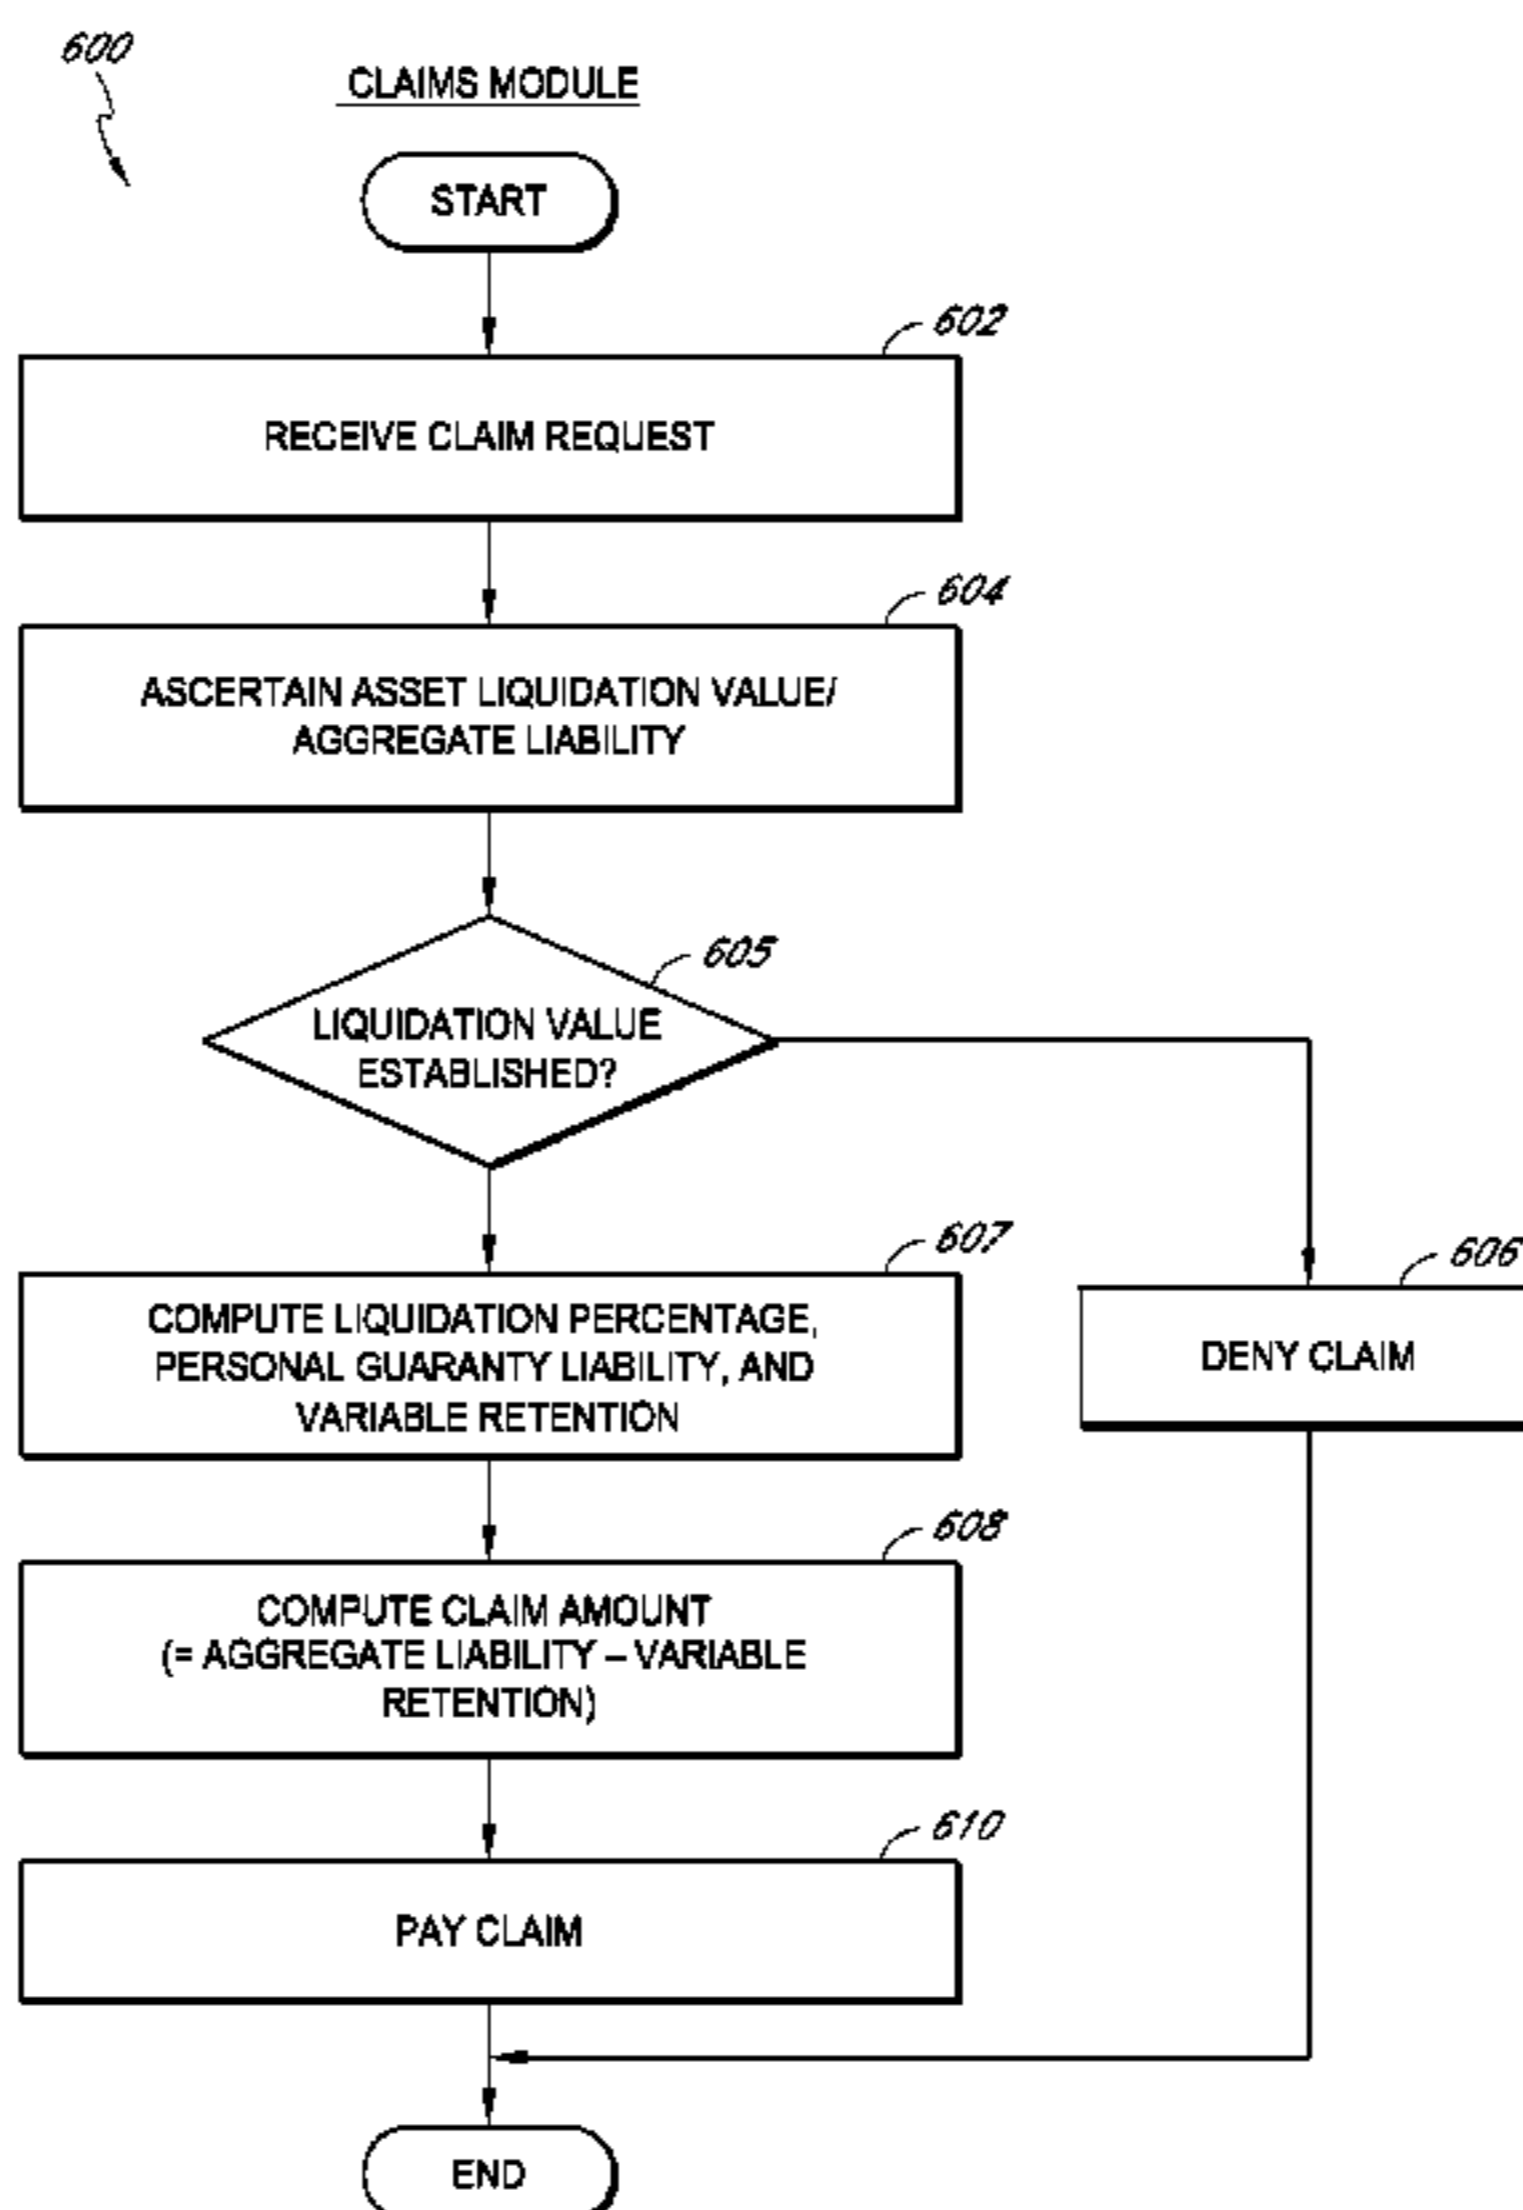 600
CLAIMS MODULE
START
602
RECEIVE CLAIM REQUEST
604
ASCERTAIN ASSET LIQUIDATION VALUE/
AGGREGATE LIABILITY
605
LIQUIDATION VALUE
ESTABLISHED?
607
COMPUTE LIQUIDATION PERCENTAGE,
PERSONAL GUARANTY LIABILITY, AND
VARIABLE RETENTION
606
DENY CLAIM
608
COMPUTE CLAIM AMOUNT
(= AGGREGATE LIABILITY – VARIABLE
RETENTION)
610
PAY CLAIM
END